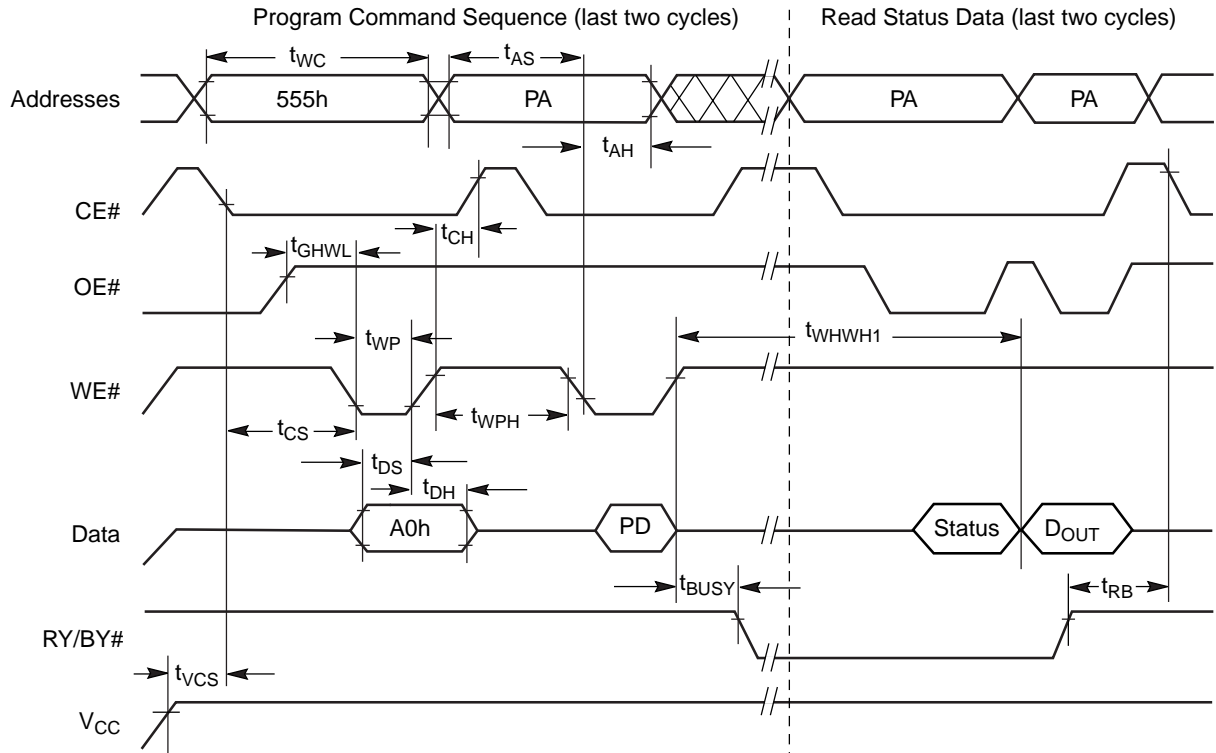 Program Command Sequence (last two cycles)
Read Status Data (last two cycles)
tWC
tAS
Addresses
555h
PA
PA
PA
tAH
CE#
tCH
tGHWL
OE#
tWP
tWHWH1
WE#
tWPH
tCS
tDS
tDH
Data
A0h
PD
Status
DOUT
tBUSY
tRB
RY/BY#
tVCS
VCC